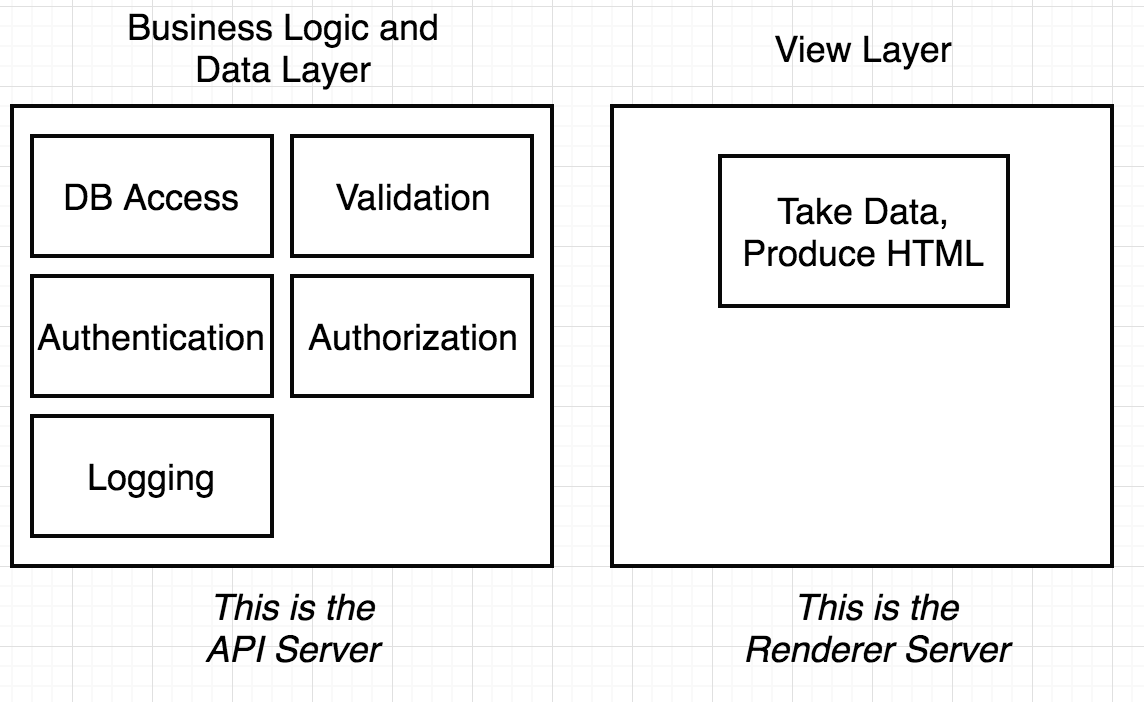 Business Logic and
Data Layer
DB Access
Validation
Authentication
Authorization
Logging
This is the
API Server
View Layer
Take Data,
Produce HTML
This is the
Renderer Server